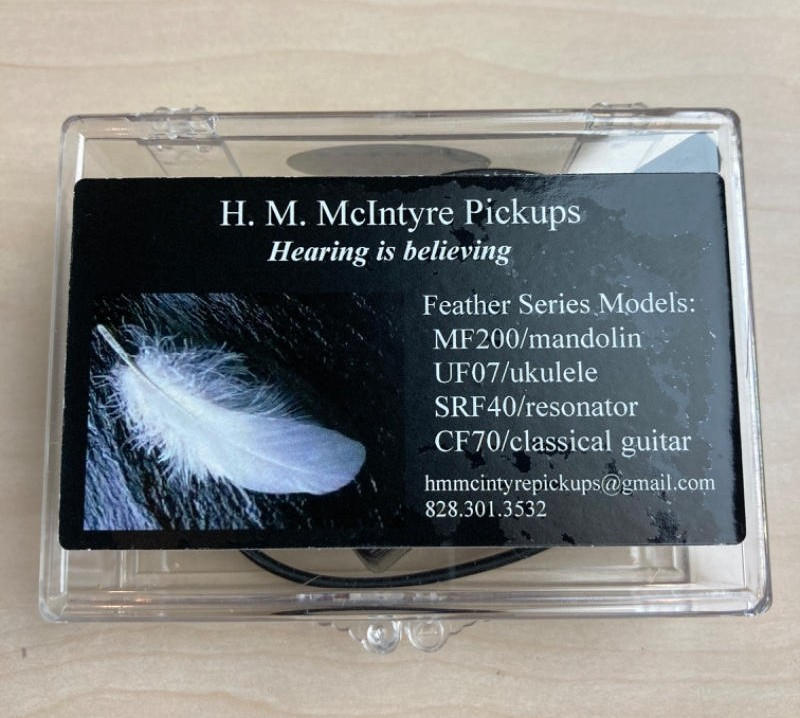 H. M. McIntyre Pickups
Hearing is believing
Feather Series Models:
MF200/mandolin
UF07/ukulele
SRF40/resonator
CF70/classical guitar
hmmcintyrepickups@gmail.com
828.301.3532